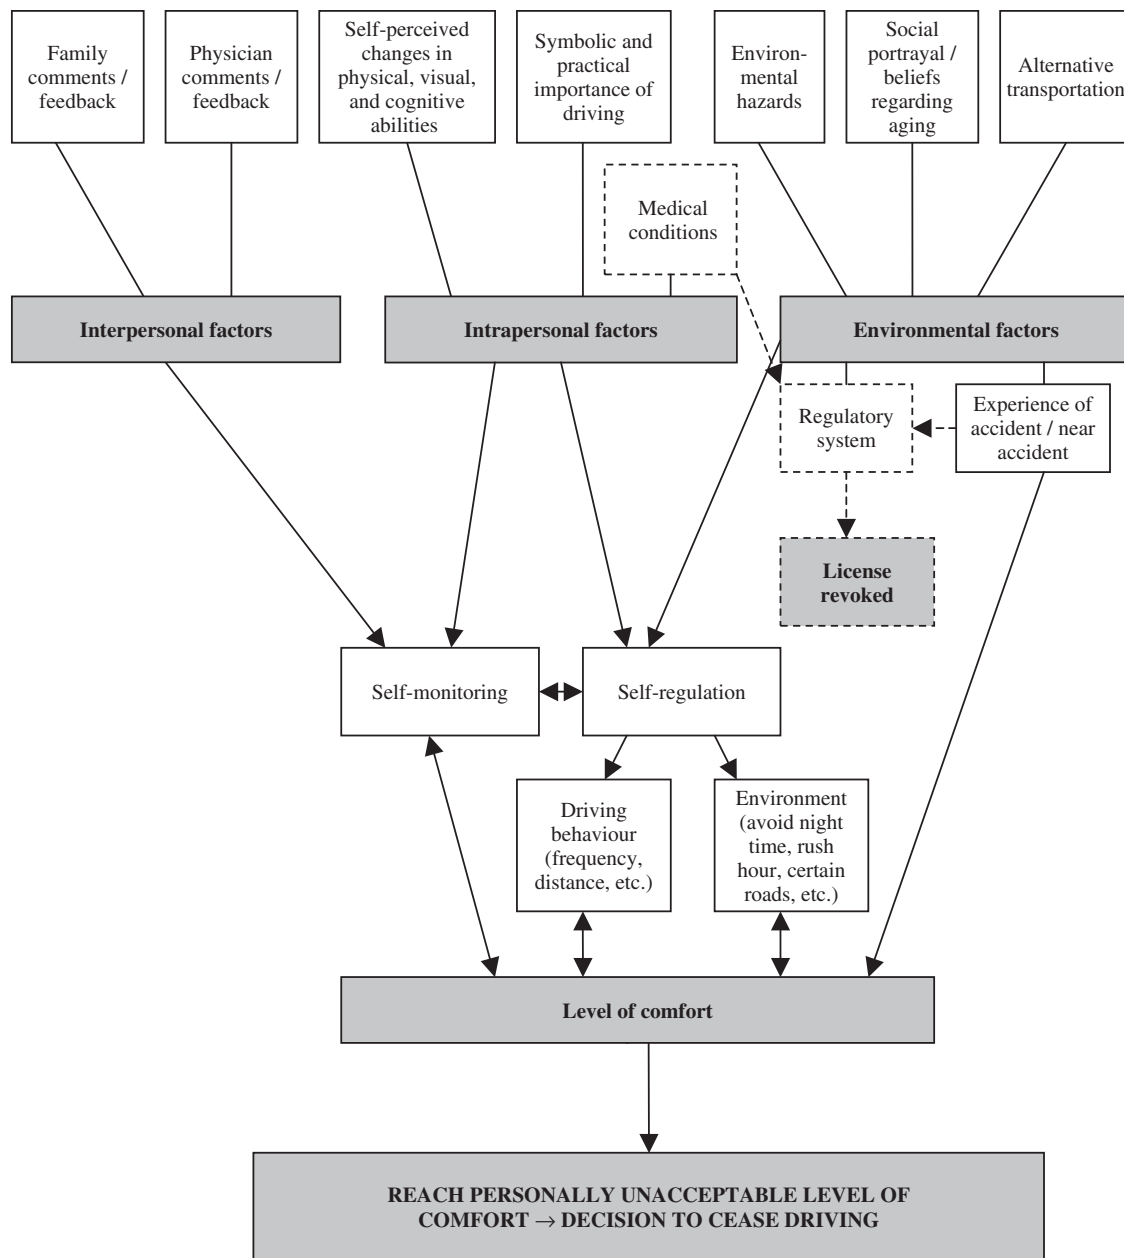 Family
comments /
feedback
Physician
comments /
feedback
Self-perceived
changes in
physical, visual,
and cognitive
abilities
Symbolic and
practical
importance of
driving
Environ-
mental
hazards
Social
portrayal /
beliefs
regarding
aging
Alternative
transportation
Medical
conditions
Interpersonal factors
Intrapersonal factors
Environmental factors
Regulatory
system
Experience of
accident / near
accident
License
revoked
Self-monitoring
Self-regulation
Driving
behaviour
(frequency,
distance, etc.)
Environment
(avoid night
time, rush
hour, certain
roads, etc.)
Level of comfort
REACH PERSONALLY UNACCEPTABLE LEVEL OF
COMFORT → DECISION TO CEASE DRIVING